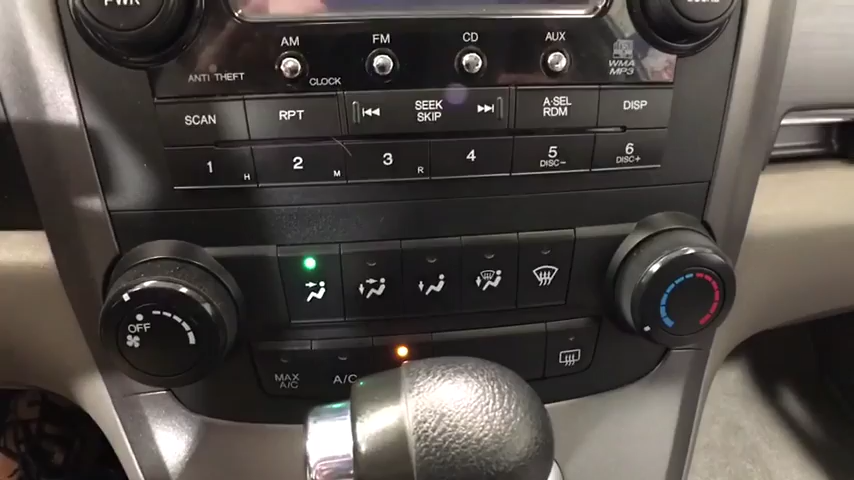 PWR
AM FM CD AUX
ANTI THEFT CLOCK WMA
MP3
SCAN RPT SEEK
SKIP A·SEL
RDM DISP
1 H 2 M 3 R 4 5
DISC– 6
DISC+
OFF
MAX
A/C A/C